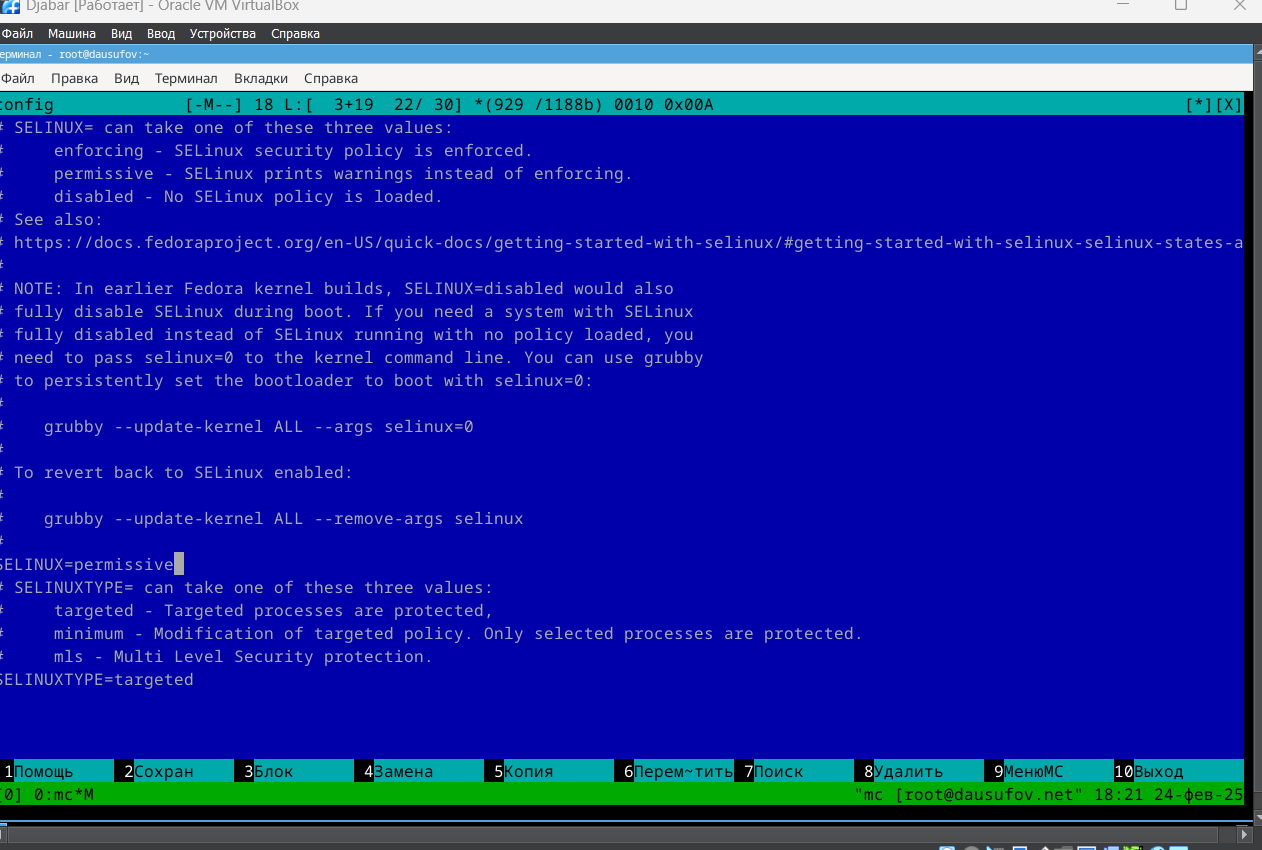 Djabar [Работает] - Oracle VM VirtualBox
Файл Машина Вид Ввод Устройства Справка
ерминал - root@dausufov:~
Файл Правка Вид Терминал Вкладки Справка
config [-M--] 18 L:[ 3+19 22/ 30] *(929 /1188b) 0010 0x00A [*][X]
# SELINUX= can take one of these three values:
# enforcing - SELinux security policy is enforced.
# permissive - SELinux prints warnings instead of enforcing.
# disabled - No SELinux policy is loaded.
# See also:
# https://docs.fedoraproject.org/en-US/quick-docs/getting-started-with-selinux/#getting-started-with-selinux-selinux-states-a
#
# NOTE: In earlier Fedora kernel builds, SELINUX=disabled would also
# fully disable SELinux during boot. If you need a system with SELinux
# fully disabled instead of SELinux running with no policy loaded, you
# need to pass selinux=0 to the kernel command line. You can use grubby
# to persistently set the bootloader to boot with selinux=0:
#
# grubby --update-kernel ALL --args selinux=0
#
# To revert back to SELinux enabled:
#
# grubby --update-kernel ALL --remove-args selinux
#
SELINUX=permissive
# SELINUXTYPE= can take one of these three values:
# targeted - Targeted processes are protected,
# minimum - Modification of targeted policy. Only selected processes are protected.
# mls - Multi Level Security protection.
SELINUXTYPE=targeted
1Помощь 2Сохран 3Блок 4Замена 5Копия 6Перем~тить 7Поиск 8Удалить 9МенюMC 10Выход
[0] 0:mc*M "mc [root@dausufov.net" 18:21 24-фев-25